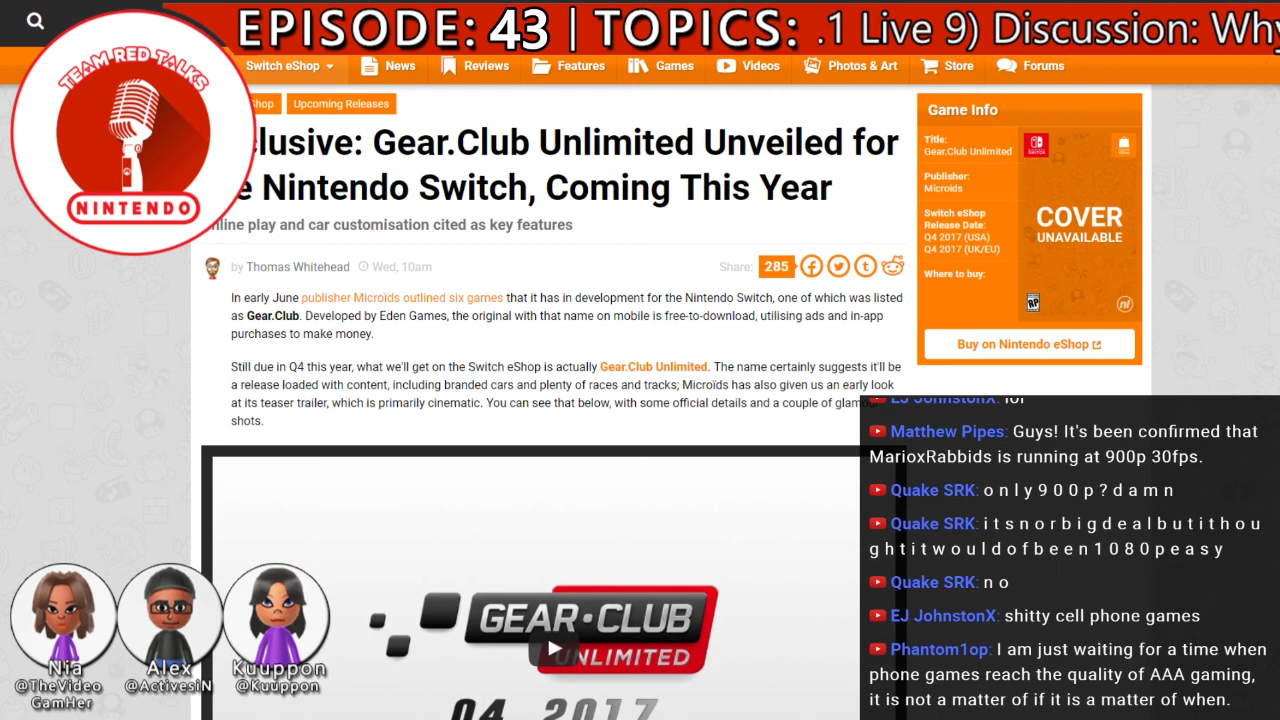 EPISODE: 43 | TOPICS: .1 Live 9) Discussion: Why
TEAM RED TALKS
NINTENDO
Switch eShop News Reviews Features Games Videos Photos & Art Store Forums
Upcoming Releases
Gear.Club Unlimited Unveiled for
Nintendo Switch, Coming This Year
play and car customisation cited as key features
by Thomas Whitehead Wed, 10am
Share: 285
In early June publisher Microïds outlined six games that it has in development for the Nintendo Switch, one of which was listed
as Gear.Club. Developed by Eden Games, the original with that name on mobile is free-to-download, utilising ads and in-app
purchases to make money.
Still due in Q4 this year, what we'll get on the Switch eShop is actually Gear.Club Unlimited. The name certainly suggests it'll be
a release loaded with content, including branded cars and plenty of races and tracks; Microïds has also given us an early look
at its teaser trailer, which is primarily cinematic. You can see that below, with some official details and a couple of glamour
shots.
GEAR·CLUB
UNLIMITED
Q4 2017
Game Info
Title:
Gear.Club Unlimited
Publisher:
Microids
Switch eShop
Release Date:
Q4 2017 (USA)
Q4 2017 (UK/EU)
Where to buy:
COVER
UNAVAILABLE
RP
nl
Buy on Nintendo eShop
EJ JohnstonX: lol
Matthew Pipes: Guys! It's been confirmed that
MarioxRabbids is running at 900p 30fps.
Quake SRK: o n l y 9 0 0 p ? d a m n
Quake SRK: i t s n o r b i g d e a l b u t i t h o u
g h t i t w o u l d o f b e e n 1 0 8 0 p e a s y
Quake SRK: n o
EJ JohnstonX: shitty cell phone games
Phantom1op: I am just waiting for a time when
phone games reach the quality of AAA gaming,
it is not a matter of if it is a matter of when.
Nia
@TheVideo
GamHer
Alex
@ActivesiN
Kuuppon
@Kuuppon